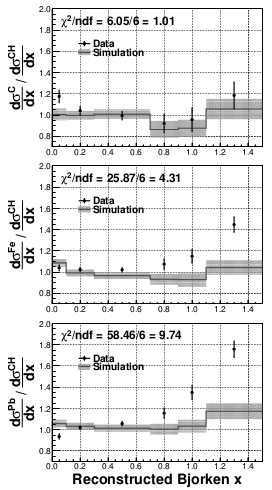 2.0
χ²/ndf = 6.05/6 = 1.01
1.8
Data
1.6
Simulation
1.4
1.2
1.0
0.8
dσ^C/dx / dσ^CH/dx
0.0 0.2 0.4 0.6 0.8 1.0 1.2 1.4
2.0
χ²/ndf = 25.87/6 = 4.31
1.8
Data
1.6
Simulation
1.4
1.2
1.0
0.8
dσ^Fe/dx / dσ^CH/dx
0.0 0.2 0.4 0.6 0.8 1.0 1.2 1.4
2.0
χ²/ndf = 58.46/6 = 9.74
1.8
Data
1.6
Simulation
1.4
1.2
1.0
0.8
dσ^Pb/dx / dσ^CH/dx
0.0 0.2 0.4 0.6 0.8 1.0 1.2 1.4
Reconstructed Bjorken x